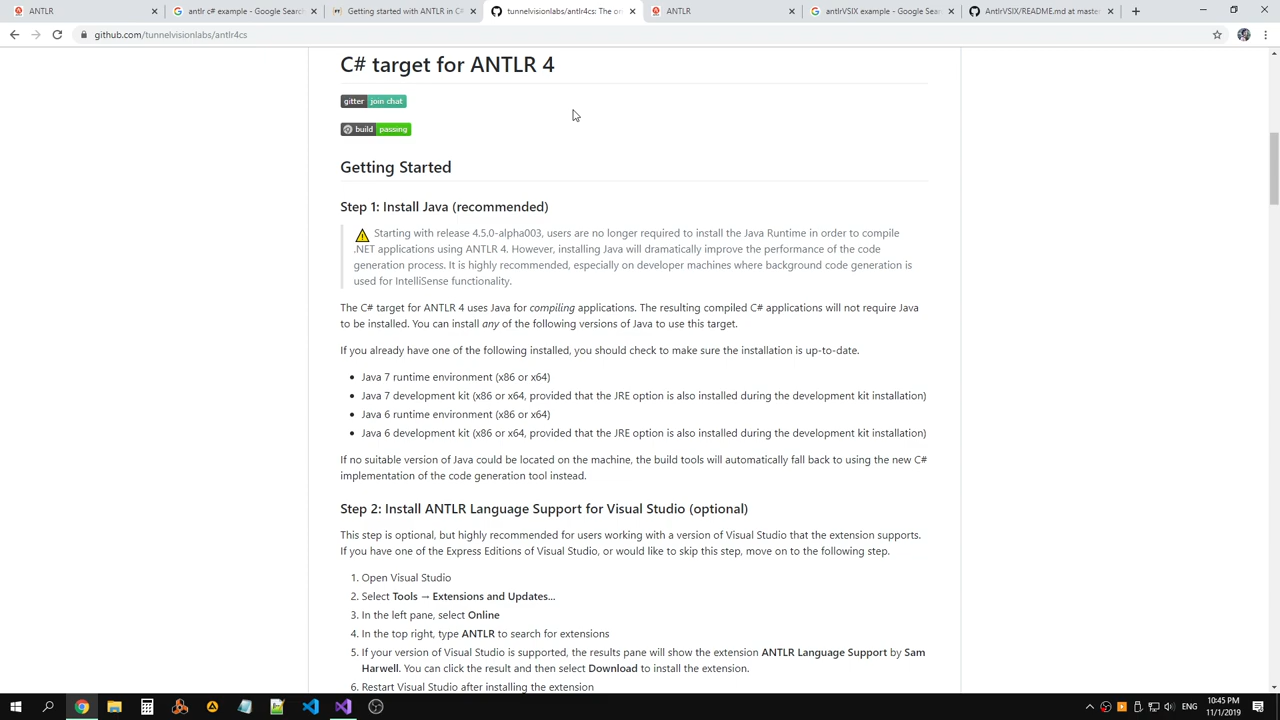 ANTLR
antlr c# example - Google Search
Getting started with ANTLR in C#
tunnelvisionlabs/antlr4cs: The o
ANTLR
antlrVSIX example - Google Sear
AntlrVSIX/README.md at master
github.com/tunnelvisionlabs/antlr4cs
C# target for ANTLR 4
gitter join chat
build passing
Getting Started
Step 1: Install Java (recommended)
Starting with release 4.5.0-alpha003, users are no longer required to install the Java Runtime in order to compile
.NET applications using ANTLR 4. However, installing Java will dramatically improve the performance of the code
generation process. It is highly recommended, especially on developer machines where background code generation is
used for IntelliSense functionality.
The C# target for ANTLR 4 uses Java for compiling applications. The resulting compiled C# applications will not require Java
to be installed. You can install any of the following versions of Java to use this target.
If you already have one of the following installed, you should check to make sure the installation is up-to-date.
• Java 7 runtime environment (x86 or x64)
• Java 7 development kit (x86 or x64, provided that the JRE option is also installed during the development kit installation)
• Java 6 runtime environment (x86 or x64)
• Java 6 development kit (x86 or x64, provided that the JRE option is also installed during the development kit installation)
If no suitable version of Java could be located on the machine, the build tools will automatically fall back to using the new C#
implementation of the code generation tool instead.
Step 2: Install ANTLR Language Support for Visual Studio (optional)
This step is optional, but highly recommended for users working with a version of Visual Studio that the extension supports.
If you have one of the Express Editions of Visual Studio, or would like to skip this step, move on to the following step.
1. Open Visual Studio
2. Select Tools → Extensions and Updates...
3. In the left pane, select Online
4. In the top right, type ANTLR to search for extensions
5. If your version of Visual Studio is supported, the results pane will show the extension ANTLR Language Support by Sam
Harwell. You can click the result and then select Download to install the extension.
6. Restart Visual Studio after installing the extension
ENG
10:45 PM
11/1/2019